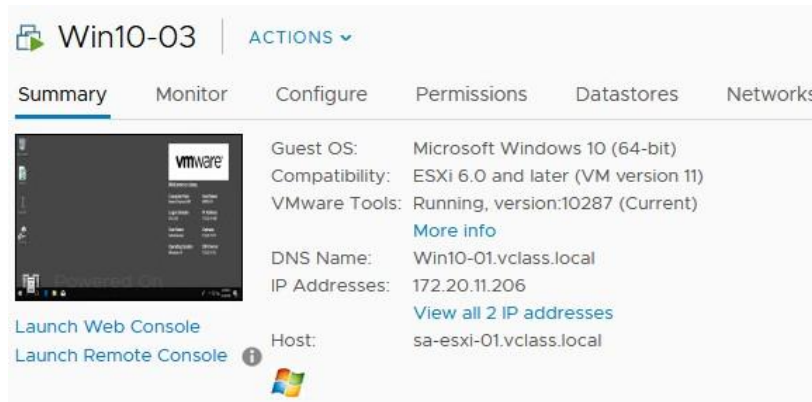 Win10-03
ACTIONS
Summary Monitor Configure Permissions Datastores Networks
vmware
Powered On
Guest OS: Microsoft Windows 10 (64-bit)
Compatibility: ESXi 6.0 and later (VM version 11)
VMware Tools: Running, version:10287 (Current)
More info
DNS Name: Win10-01.vclass.local
IP Addresses: 172.20.11.206
View all 2 IP addresses
Host: sa-esxi-01.vclass.local
Launch Web Console
Launch Remote Console